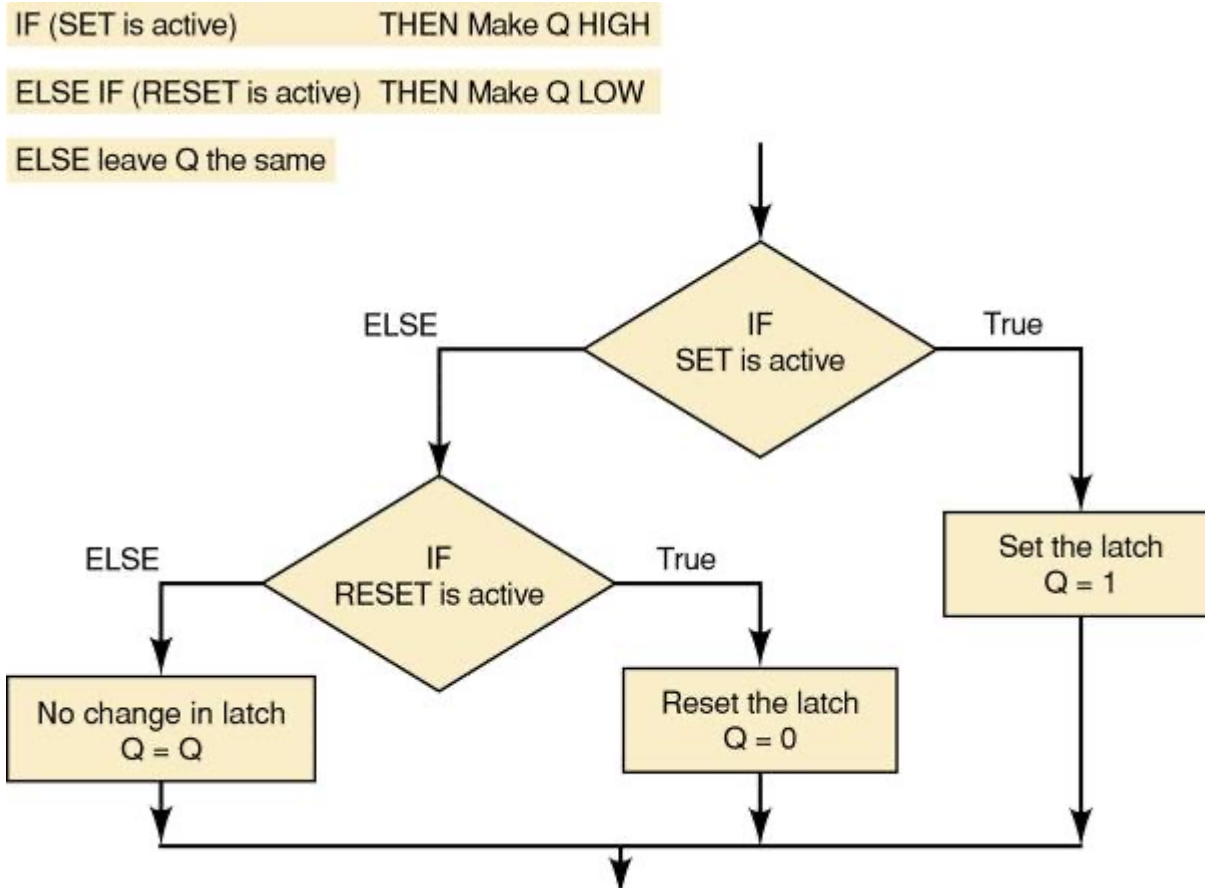 IF (SET is active) THEN Make Q HIGH
ELSE IF (RESET is active) THEN Make Q LOW
ELSE leave Q the same
IF
SET is active
ELSE
True
IF
RESET is active
ELSE
True
Set the latch
Q = 1
No change in latch
Q = Q
Reset the latch
Q = 0